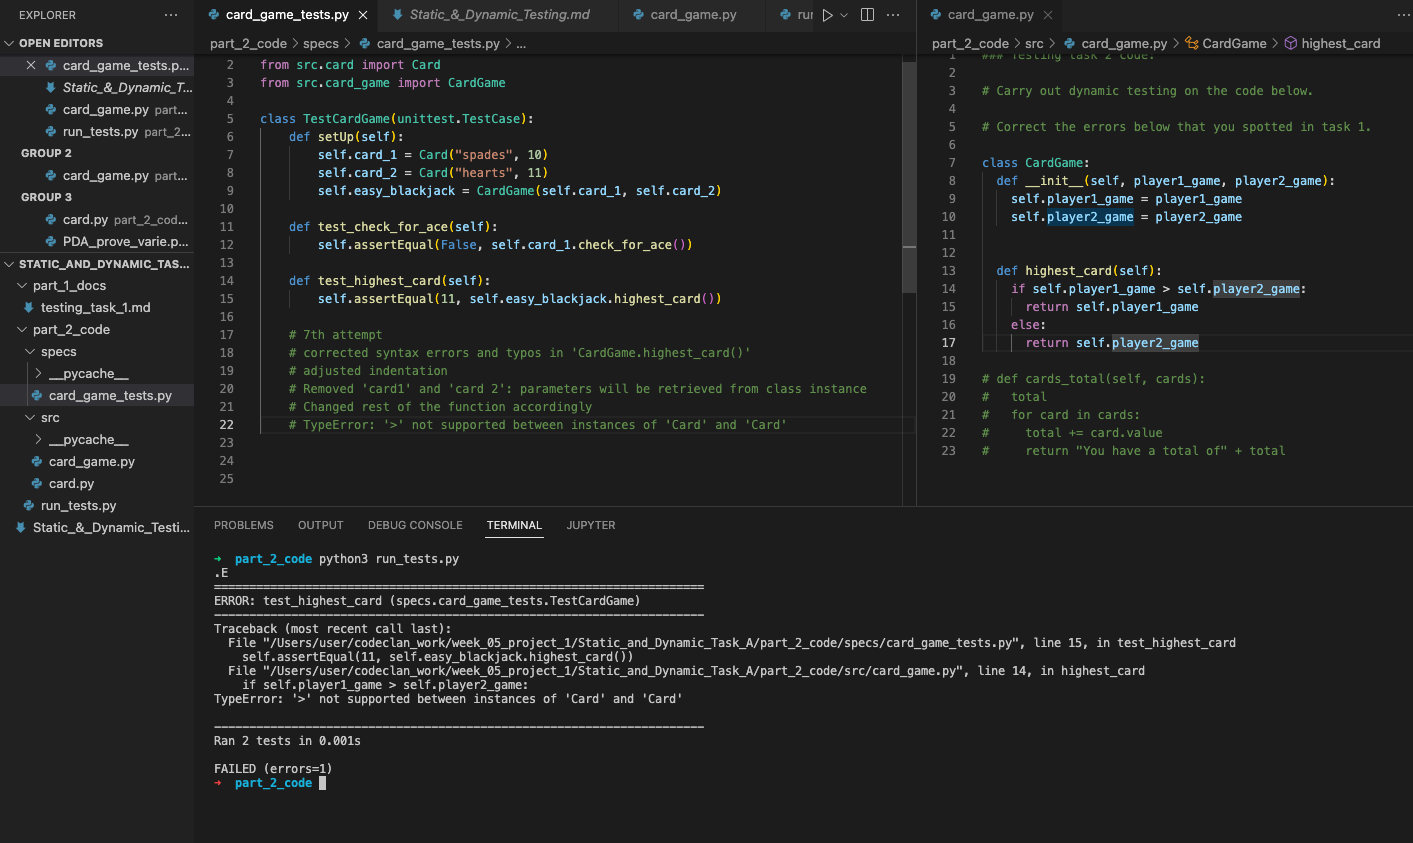 EXPLORER
OPEN EDITORS
card_game_tests.p...
Static_&_Dynamic_T...
card_game.py part...
run_tests.py part_2...
GROUP 2
card_game.py part...
GROUP 3
card.py part_2_cod...
PDA_prove_varie.p...
STATIC_AND_DYNAMIC_TAS...
part_1_docs
testing_task_1.md
part_2_code
specs
__pycache__
card_game_tests.py
src
__pycache__
card_game.py
card.py
run_tests.py
Static_&_Dynamic_Testi...
card_game_tests.py
Static_&_Dynamic_Testing.md
card_game.py
run
part_2_code > specs > card_game_tests.py > ...
2 from src.card import Card
3 from src.card_game import CardGame
4
5 class TestCardGame(unittest.TestCase):
6     def setUp(self):
7         self.card_1 = Card("spades", 10)
8         self.card_2 = Card("hearts", 11)
9         self.easy_blackjack = CardGame(self.card_1, self.card_2)
10
11     def test_check_for_ace(self):
12         self.assertEqual(False, self.card_1.check_for_ace())
13
14     def test_highest_card(self):
15         self.assertEqual(11, self.easy_blackjack.highest_card())
16
17     # 7th attempt
18     # corrected syntax errors and typos in 'CardGame.highest_card()'
19     # adjusted indentation
20     # Removed 'card1' and 'card 2': parameters will be retrieved from class instance
21     # Changed rest of the function accordingly
22     # TypeError: '>' not supported between instances of 'Card' and 'Card'
23
24
25
card_game.py
part_2_code > src > card_game.py > CardGame > highest_card
1 ### Testing task 2 code:
2
3 # Carry out dynamic testing on the code below.
4
5 # Correct the errors below that you spotted in task 1.
6
7 class CardGame:
8   def __init__(self, player1_game, player2_game):
9     self.player1_game = player1_game
10     self.player2_game = player2_game
11
12
13   def highest_card(self):
14     if self.player1_game > self.player2_game:
15       return self.player1_game
16     else:
17       return self.player2_game
18
19 # def cards_total(self, cards):
20 #   total
21 #   for card in cards:
22 #     total += card.value
23 #     return "You have a total of" + total
PROBLEMS OUTPUT DEBUG CONSOLE TERMINAL JUPYTER
➜ part_2_code python3 run_tests.py
.E
======================================================================
ERROR: test_highest_card (specs.card_game_tests.TestCardGame)
----------------------------------------------------------------------
Traceback (most recent call last):
  File "/Users/user/codeclan_work/week_05_project_1/Static_and_Dynamic_Task_A/part_2_code/specs/card_game_tests.py", line 15, in test_highest_card
    self.assertEqual(11, self.easy_blackjack.highest_card())
  File "/Users/user/codeclan_work/week_05_project_1/Static_and_Dynamic_Task_A/part_2_code/src/card_game.py", line 14, in highest_card
    if self.player1_game > self.player2_game:
TypeError: '>' not supported between instances of 'Card' and 'Card'
----------------------------------------------------------------------
Ran 2 tests in 0.001s
FAILED (errors=1)
➜ part_2_code